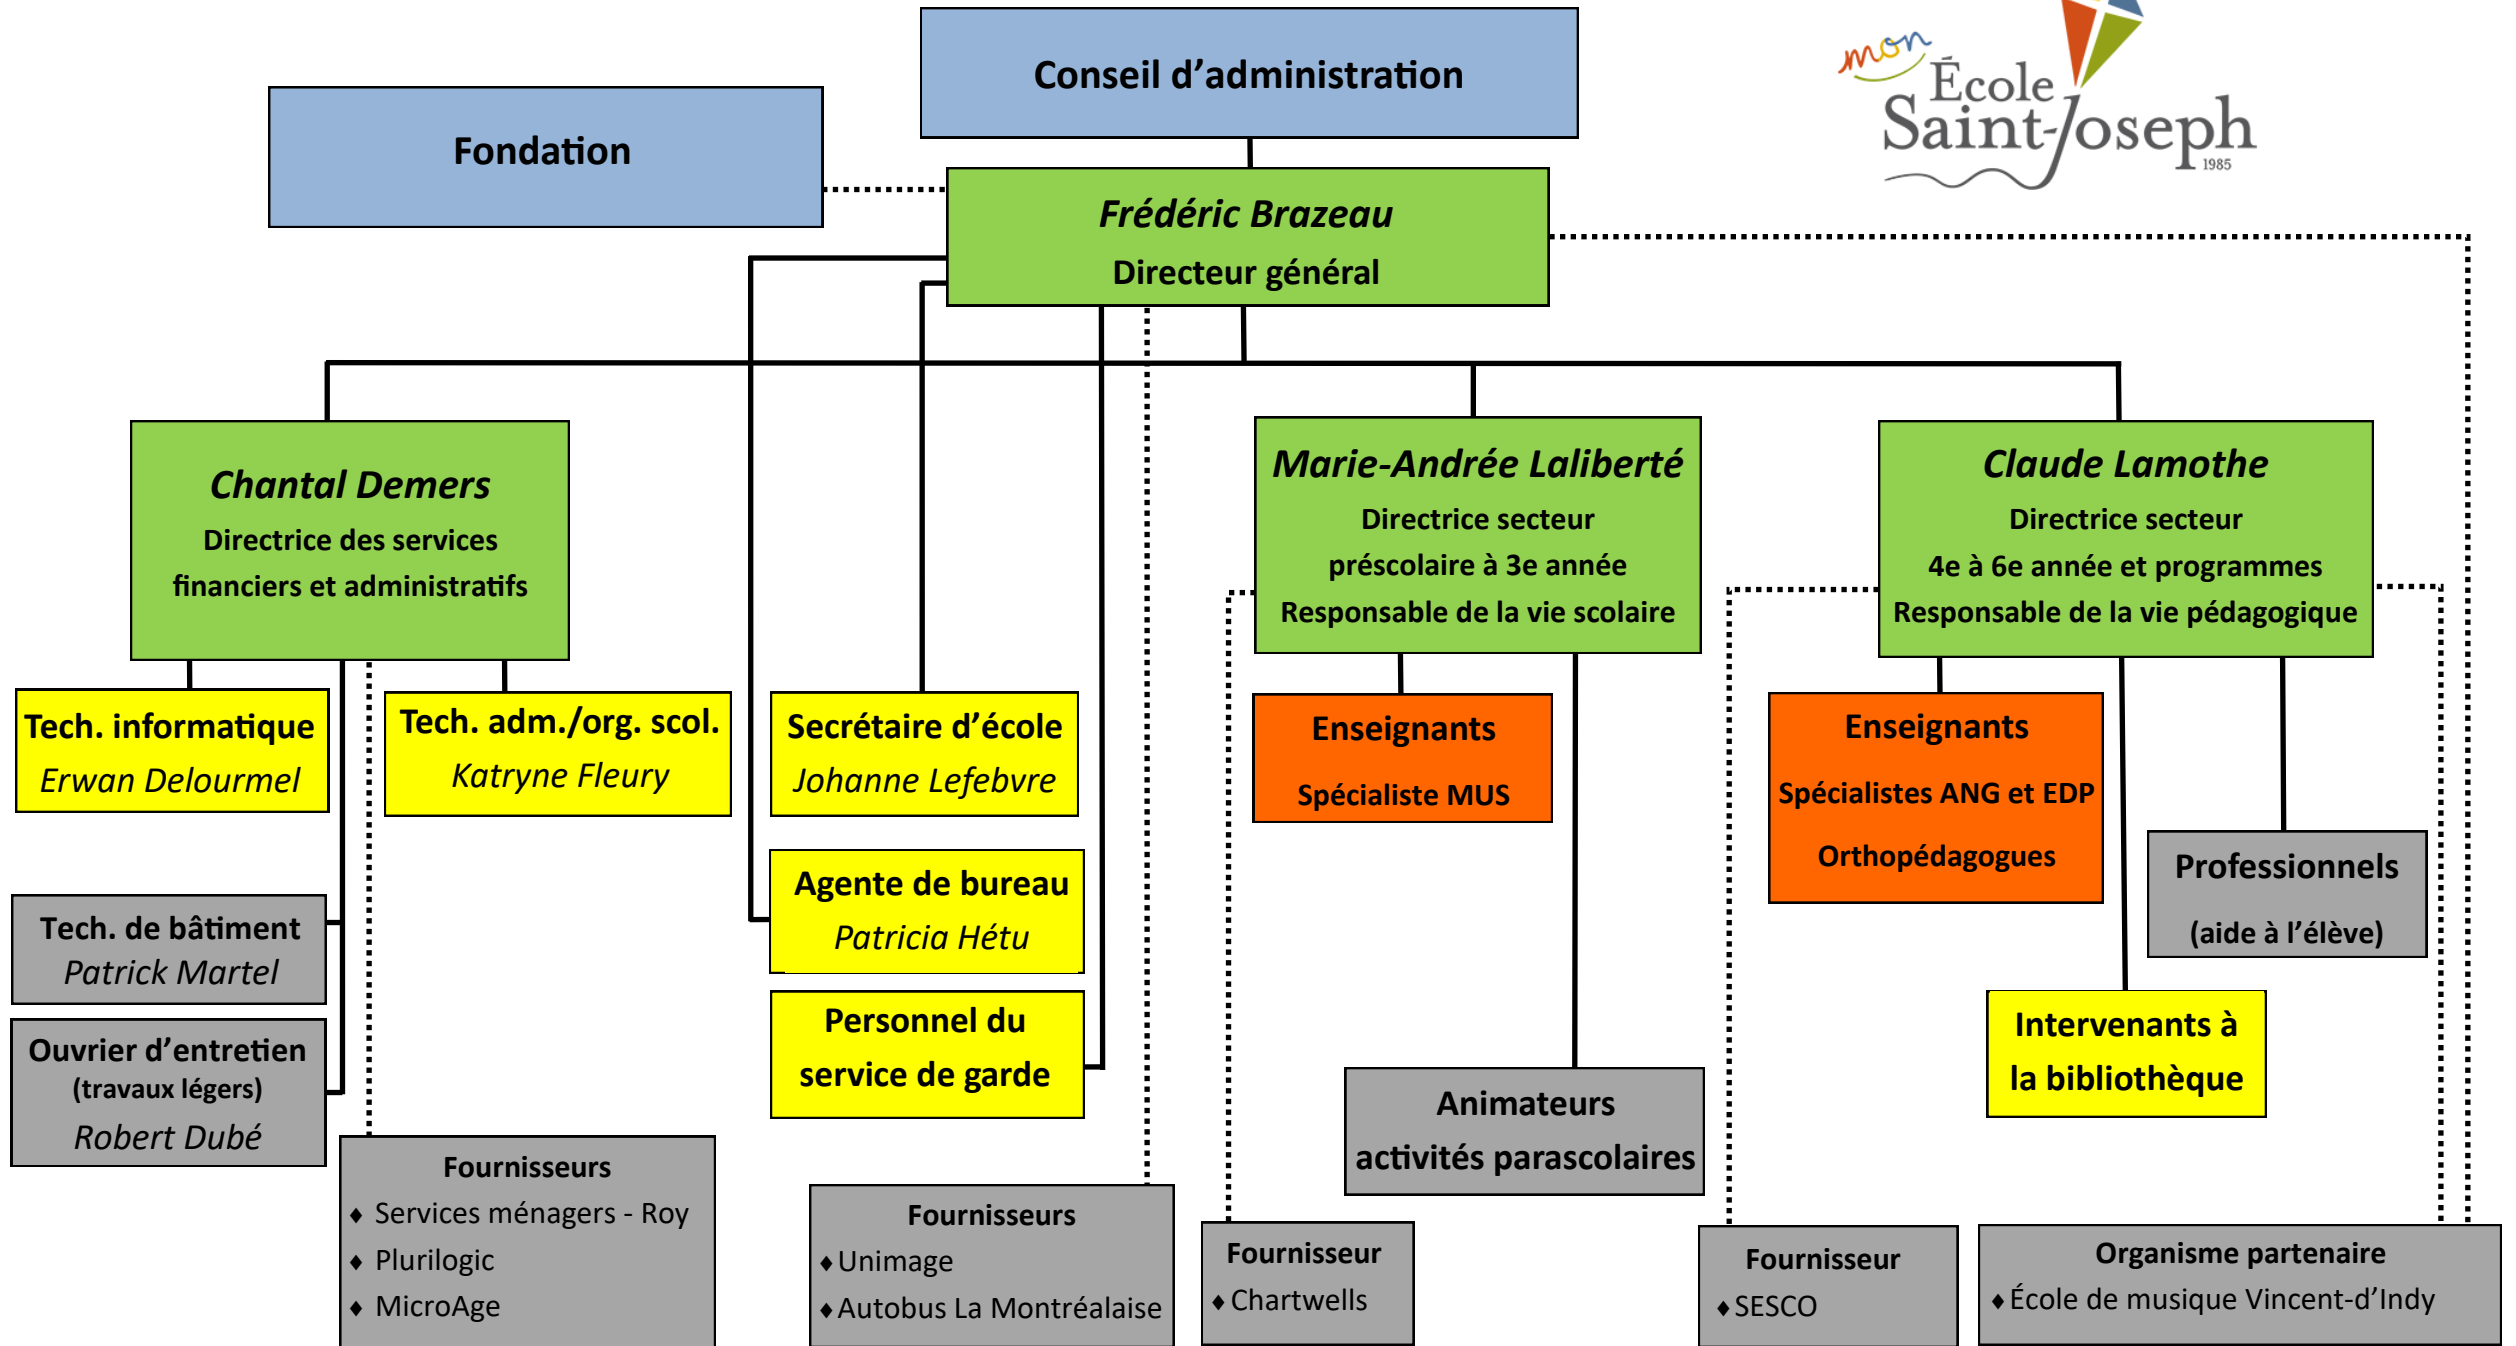 Conseil d’administration
Fondation
mon
École
Saint-Joseph
1985
Frédéric Brazeau
Directeur général
Chantal Demers
Directrice des services
financiers et administratifs
Marie-Andrée Laliberté
Directrice secteur
préscolaire à 3e année
Responsable de la vie scolaire
Claude Lamothe
Directrice secteur
4e à 6e année et programmes
Responsable de la vie pédagogique
Tech. informatique
Erwan Delourmel
Tech. adm./org. scol.
Katryne Fleury
Secrétaire d’école
Johanne Lefebvre
Enseignants
Spécialiste MUS
Enseignants
Spécialistes ANG et EDP
Orthopédagogues
Professionnels
(aide à l’élève)
Tech. de bâtiment
Patrick Martel
Agente de bureau
Patricia Hétu
Ouvrier d’entretien
(travaux légers)
Robert Dubé
Personnel du
service de garde
Intervenants à
la bibliothèque
Animateurs
activités parascolaires
Fournisseurs
♦ Services ménagers - Roy
♦ Plurilogic
♦ MicroAge
Fournisseurs
♦ Unimage
♦ Autobus La Montréalaise
Fournisseur
♦ Chartwells
Fournisseur
♦ SESCO
Organisme partenaire
♦ École de musique Vincent-d’Indy